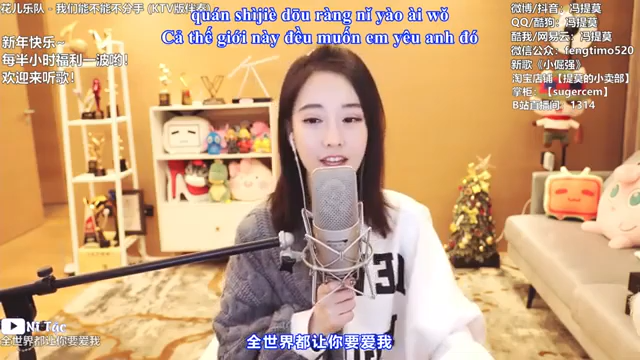 花儿乐队 - 我们能不能不分手 (KTV版伴奏)
quán shìjiè dōu ràng nǐ yào ài wǒ
Cả thế giới này đều muốn em yêu anh đó
新年快乐~
每半小时福利一波哟!
欢迎来听歌!
微博/抖音: 冯提莫
QQ/酷狗: 冯提莫
酷我/网易云: 冯提莫
微信公众: fengtimo520
新歌《小倔强》
淘宝店铺【提莫的小卖部】
掌柜:【sugercem】
B站直播间: 1314
Nĩ Tac
全世界都让你要爱我
全世界都让你要爱我